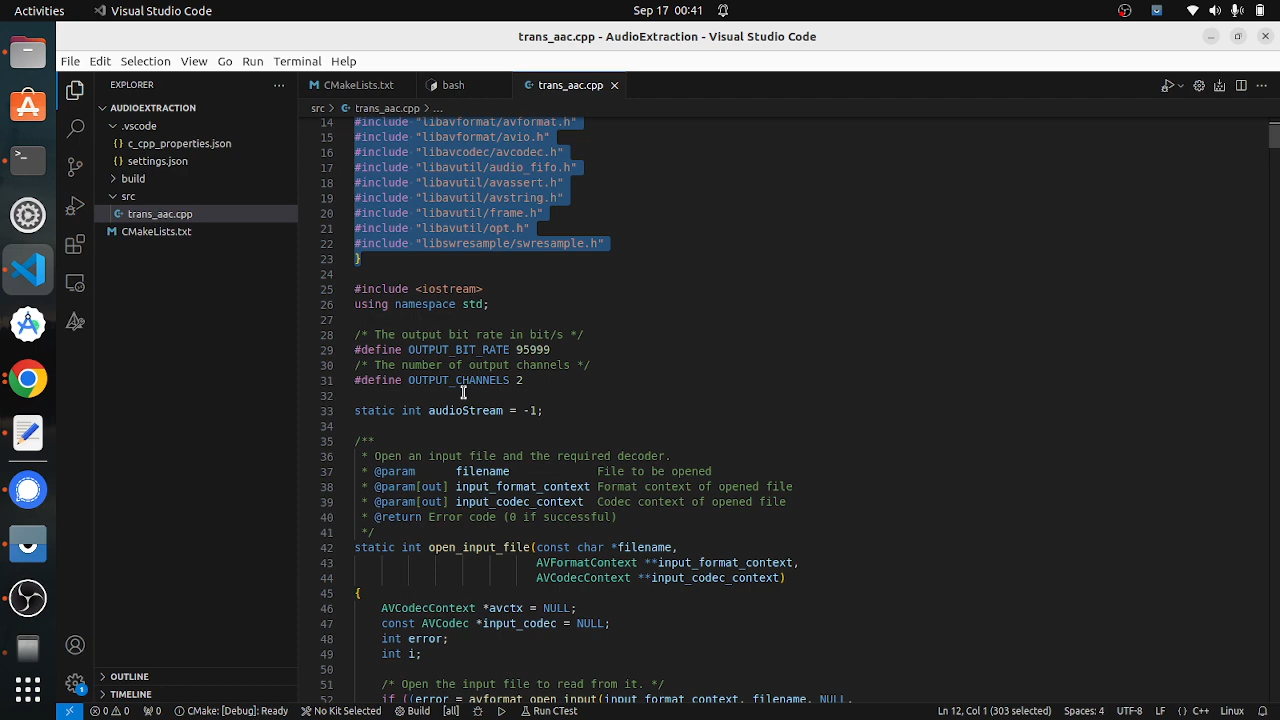 Activities
Visual Studio Code
Sep 17 00:41
trans_aac.cpp - AudioExtraction - Visual Studio Code
File Edit Selection View Go Run Terminal Help
EXPLORER
CMakeLists.txt
bash
trans_aac.cpp
AUDIOEXTRACTION
.vscode
c_cpp_properties.json
settings.json
build
src
trans_aac.cpp
CMakeLists.txt
OUTLINE
TIMELINE
src > trans_aac.cpp > ...
14 #include "libavformat/avformat.h"
15 #include "libavformat/avio.h"
16 #include "libavcodec/avcodec.h"
17 #include "libavutil/audio_fifo.h"
18 #include "libavutil/avassert.h"
19 #include "libavutil/avstring.h"
20 #include "libavutil/frame.h"
21 #include "libavutil/opt.h"
22 #include "libswresample/swresample.h"
23 }
24
25 #include <iostream>
26 using namespace std;
27
28 /* The output bit rate in bit/s */
29 #define OUTPUT_BIT_RATE 95999
30 /* The number of output channels */
31 #define OUTPUT_CHANNELS 2
32
33 static int audioStream = -1;
34
35 /**
36 * Open an input file and the required decoder.
37 * @param filename File to be opened
38 * @param[out] input_format_context Format context of opened file
39 * @param[out] input_codec_context Codec context of opened file
40 * @return Error code (0 if successful)
41 */
42 static int open_input_file(const char *filename,
43 AVFormatContext **input_format_context,
44 AVCodecContext **input_codec_context)
45 {
46 AVCodecContext *avctx = NULL;
47 const AVCodec *input_codec = NULL;
48 int error;
49 int i;
50
51 /* Open the input file to read from it. */
52 if ((error = avformat_open_input(input_format_context, filename, NULL,
1
0 0 0 CMake: [Debug]: Ready No Kit Selected Build [all] Run CTest Ln 12, Col 1 (303 selected) Spaces: 4 UTF-8 LF {} C++ Linux